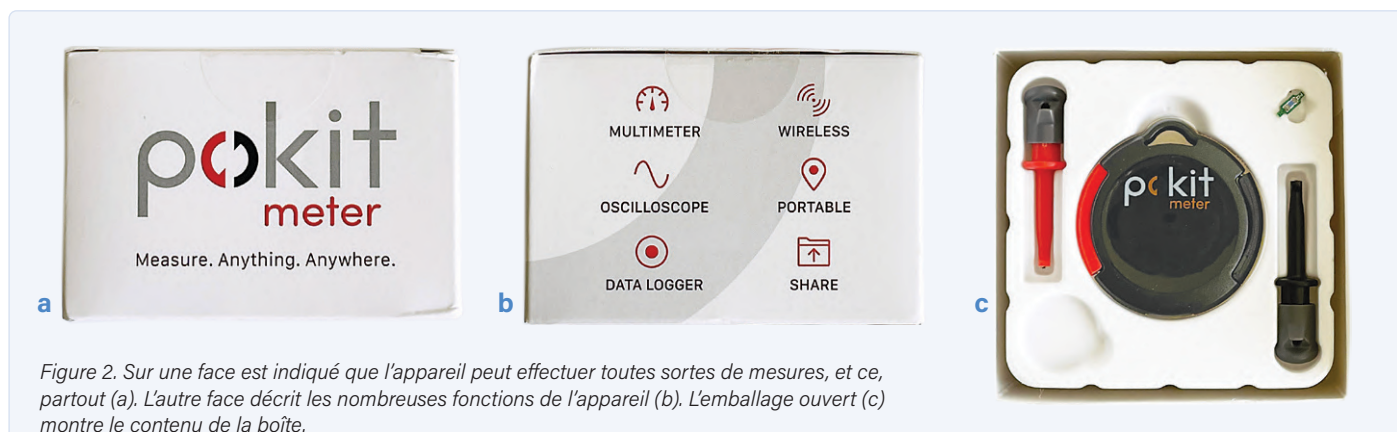 pokit
meter
Measure. Anything. Anywhere.
a
MULTIMETER
WIRELESS
OSCILLOSCOPE
PORTABLE
DATA LOGGER
SHARE
b
pokit
meter
c
Figure 2. Sur une face est indiqué que l’appareil peut effectuer toutes sortes de mesures, et ce,
partout (a). L’autre face décrit les nombreuses fonctions de l’appareil (b). L’emballage ouvert (c)
montre le contenu de la boîte.